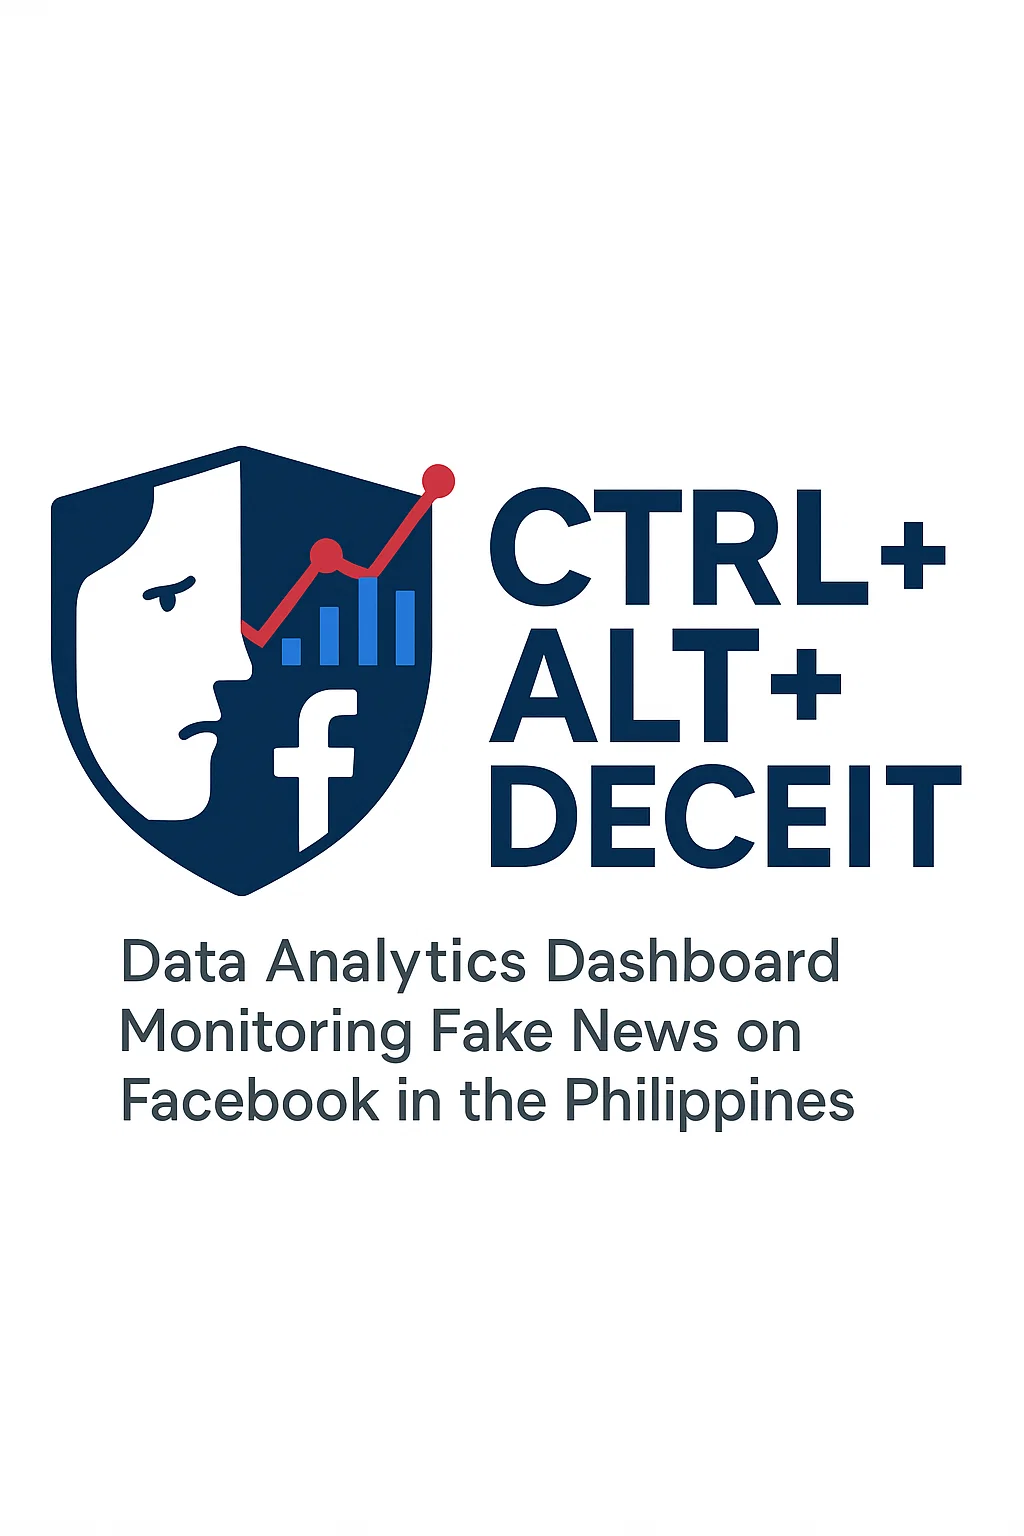 CTRL+
ALT+
DECEIT
f
Data Analytics Dashboard
Monitoring Fake News on
Facebook in the Philippines